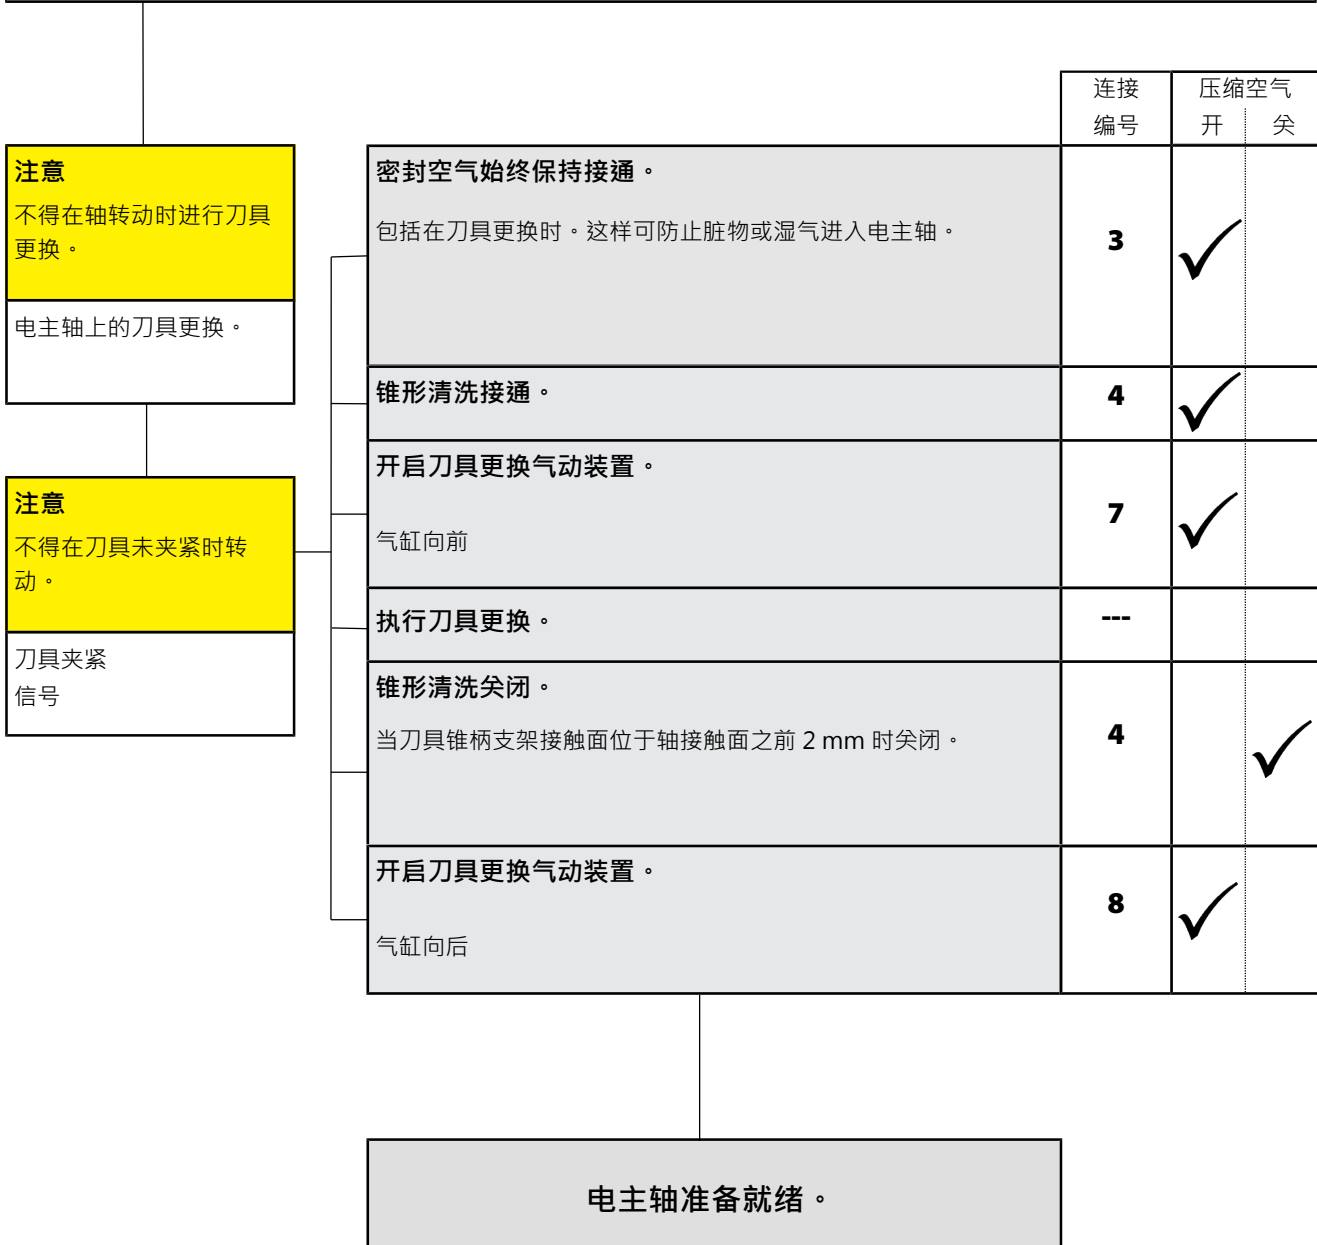 连接
编号
压缩空气
开 关
注意
不得在轴转动时进行刀具
更换。
电主轴上的刀具更换。
注意
不得在刀具未夹紧时转
动。
刀具夹紧
信号
密封空气始终保持接通。
包括在刀具更换时。这样可防止脏物或湿气进入电主轴。
3
锥形清洗接通。
4
开启刀具更换气动装置。
气缸向前
7
执行刀具更换。
---
锥形清洗关闭。
当刀具锥柄支架接触面位于轴接触面之前 2 mm 时关闭。
4
开启刀具更换气动装置。
气缸向后
8
电主轴准备就绪。